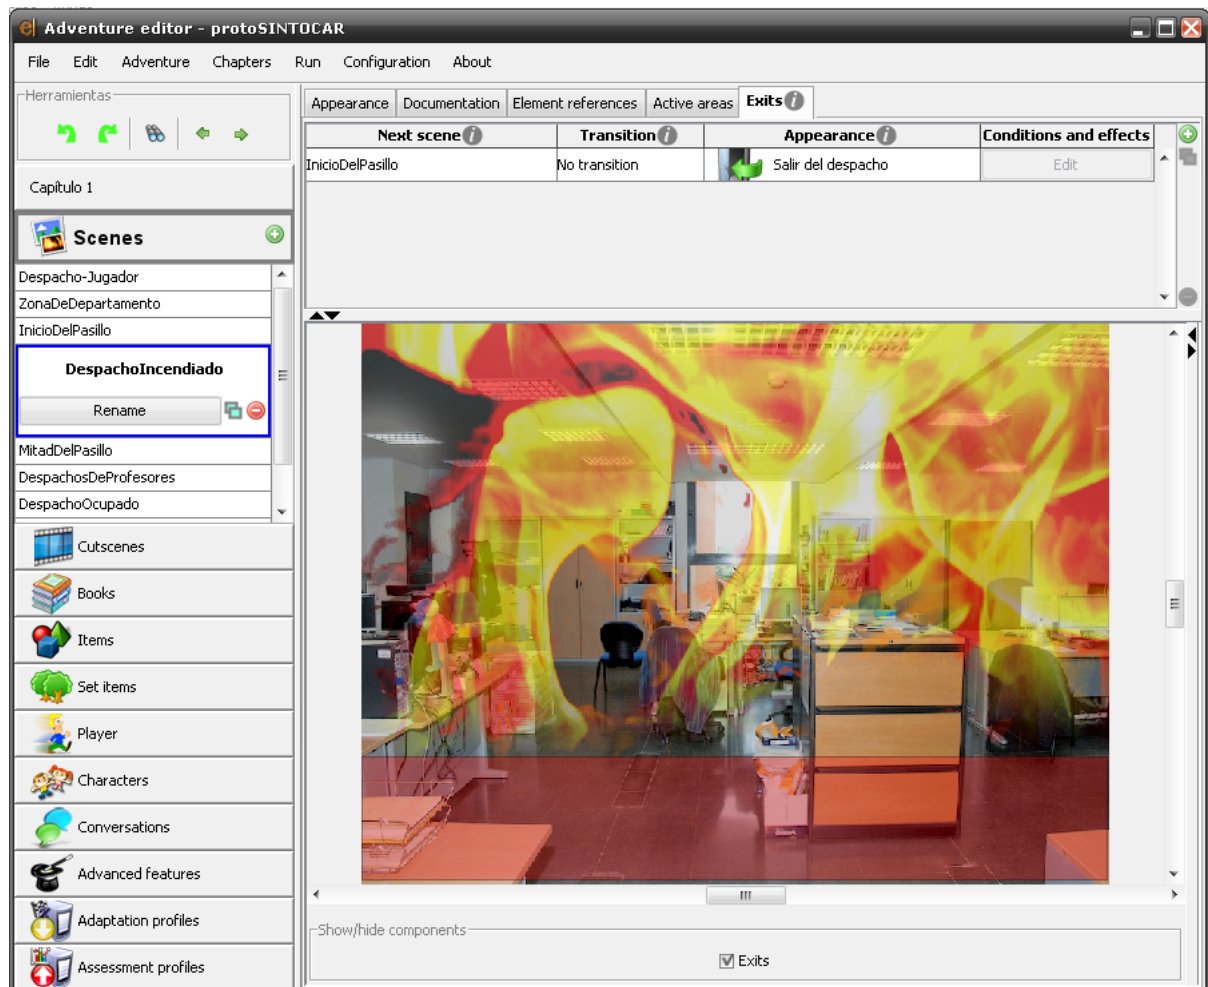 Adventure editor - protoSINTOCAR
File Edit Adventure Chapters Run Configuration About
Herramientas
Capítulo 1
Scenes
Despacho-Jugador
ZonaDeDepartamento
InicioDelPasillo
DespachoIncendiado
Rename
MitadDelPasillo
DespachosDeProfesores
DespachoOcupado
Cutscenes
Books
Items
Set items
Player
Characters
Conversations
Advanced features
Adaptation profiles
Assessment profiles
Appearance Documentation Element references Active areas Exits
Next scene Transition Appearance Conditions and effects
InicioDelPasillo No transition Salir del despacho Edit
Show/hide components
Exits